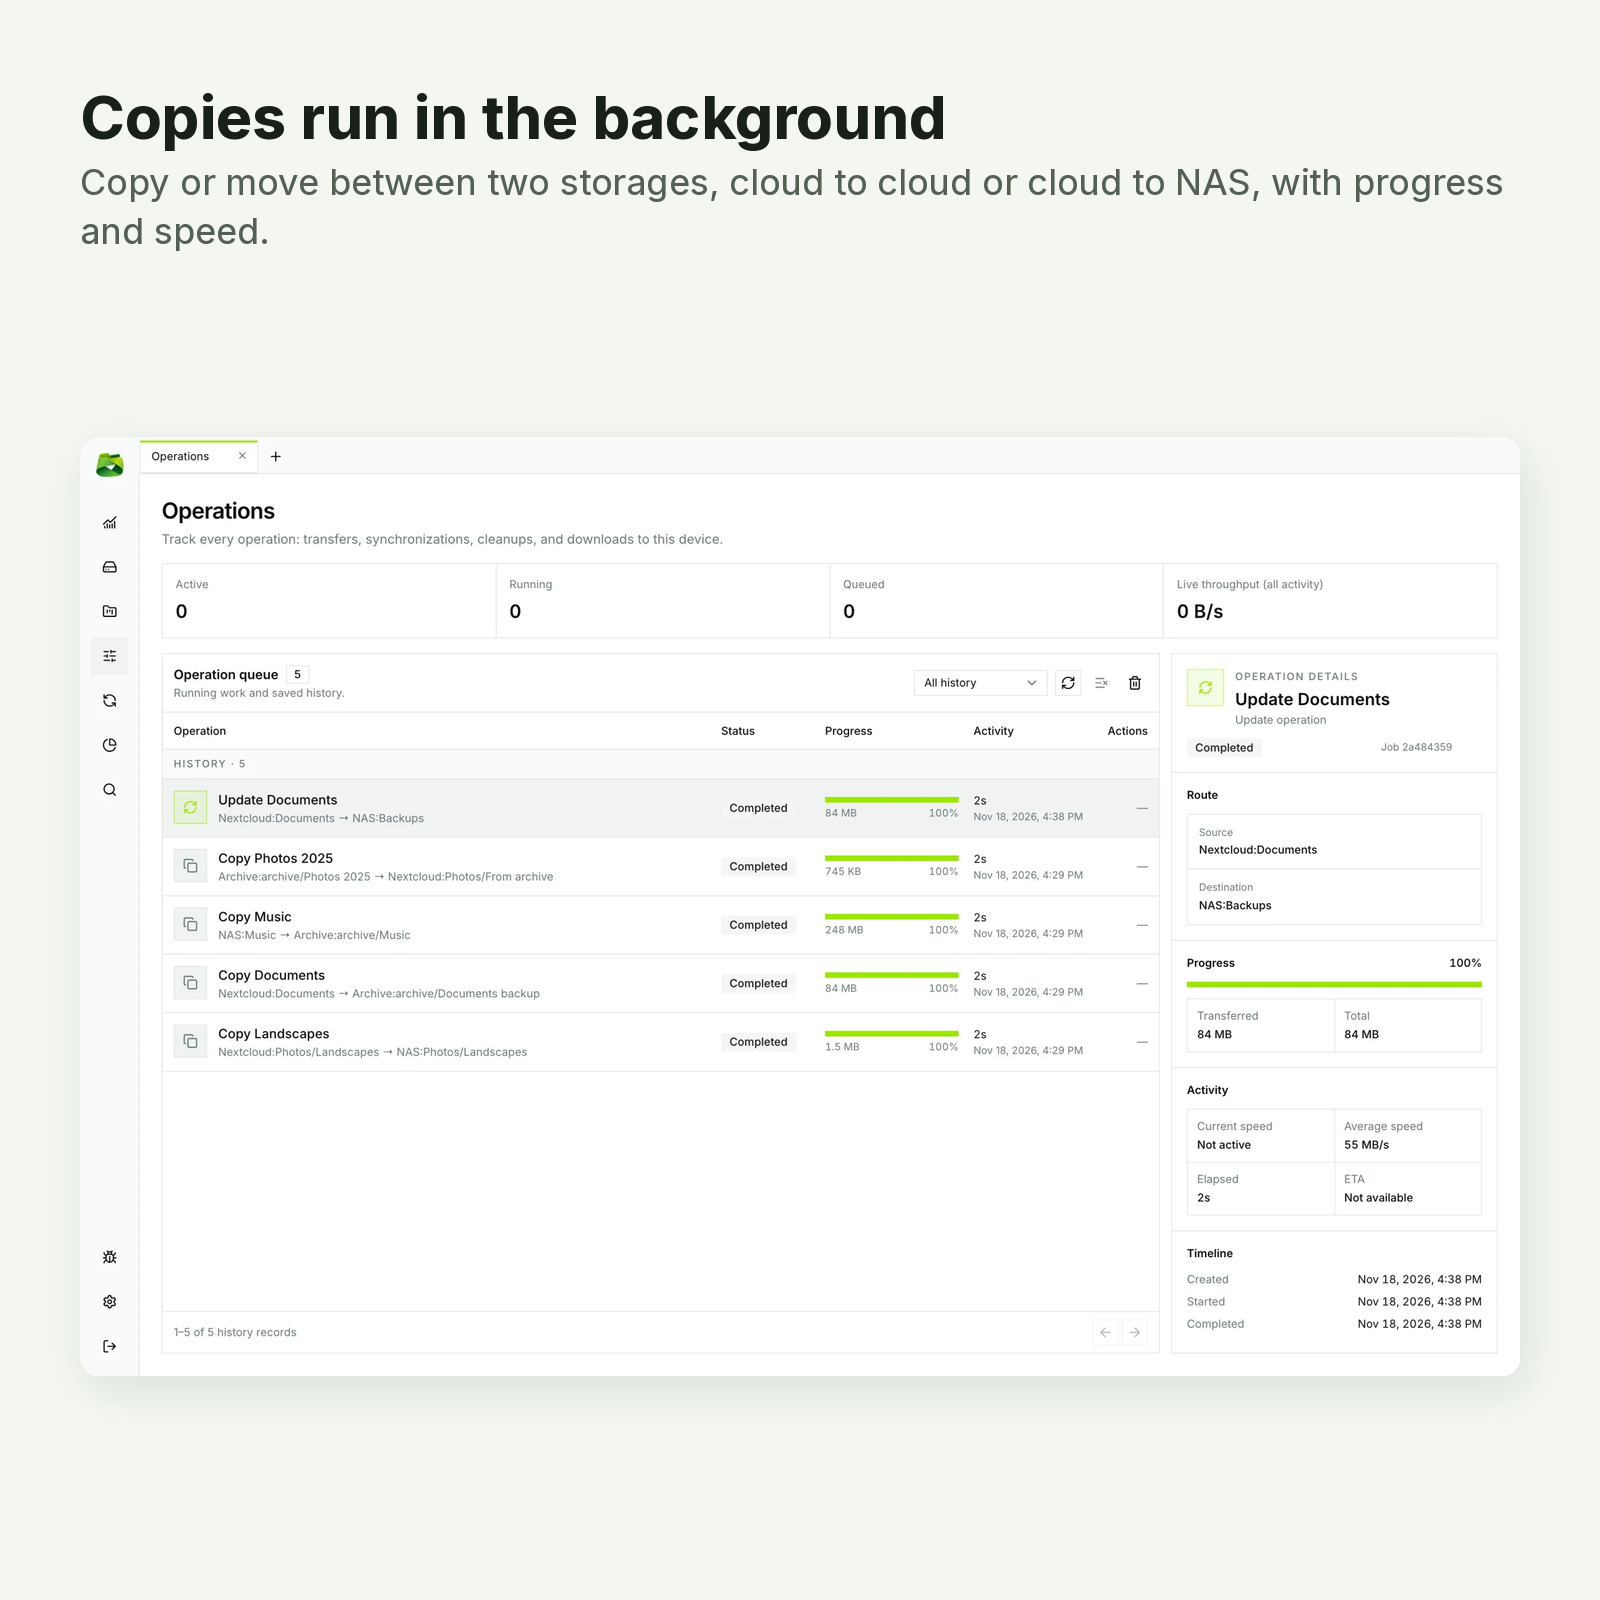 Copies run in the background
Copy or move between two storages, cloud to cloud or cloud to NAS, with progress
and speed.
Operations
Operations
Track every operation: transfers, synchronizations, cleanups, and downloads to this device.
Active
0
Running
0
Queued
0
Live throughput (all activity)
0 B/s
Operation queue 5
Running work and saved history.
All history
Operation Status Progress Activity Actions
HISTORY · 5
Update Documents
Nextcloud:Documents → NAS:Backups
Completed
84 MB 100%
2s
Nov 18, 2026, 4:38 PM
—
Copy Photos 2025
Archive:archive/Photos 2025 → Nextcloud:Photos/From archive
Completed
745 KB 100%
2s
Nov 18, 2026, 4:29 PM
—
Copy Music
NAS:Music → Archive:archive/Music
Completed
248 MB 100%
2s
Nov 18, 2026, 4:29 PM
—
Copy Documents
Nextcloud:Documents → Archive:archive/Documents backup
Completed
84 MB 100%
2s
Nov 18, 2026, 4:29 PM
—
Copy Landscapes
Nextcloud:Photos/Landscapes → NAS:Photos/Landscapes
Completed
1.5 MB 100%
2s
Nov 18, 2026, 4:29 PM
—
1–5 of 5 history records
OPERATION DETAILS
Update Documents
Update operation
Completed Job 2a484359
Route
Source
Nextcloud:Documents
Destination
NAS:Backups
Progress 100%
Transferred
84 MB
Total
84 MB
Activity
Current speed
Not active
Average speed
55 MB/s
Elapsed
2s
ETA
Not available
Timeline
Created Nov 18, 2026, 4:38 PM
Started Nov 18, 2026, 4:38 PM
Completed Nov 18, 2026, 4:38 PM